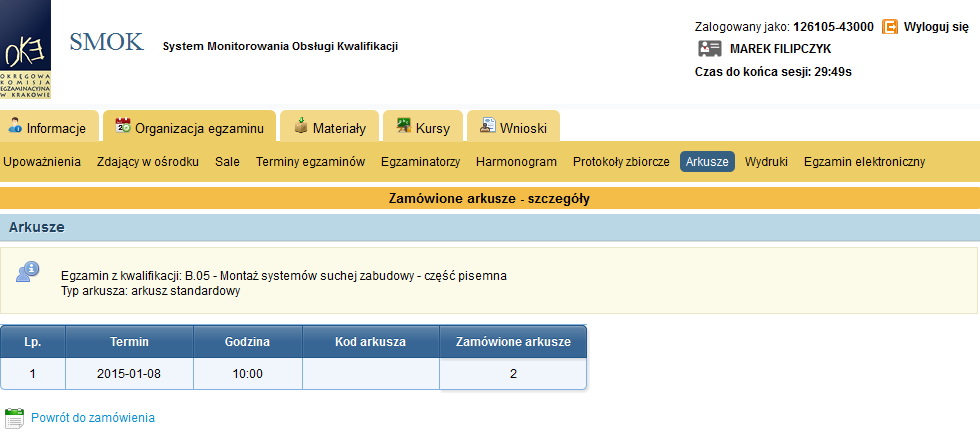 OKE
OKRĘGOWA
KOMISJA
EGZAMINACYJNA
W KRAKOWIE
SMOK
System Monitorowania Obsługi Kwalifikacji
Zalogowany jako: 126105-43000 Wyloguj się
MAREK FILIPCZYK
Czas do końca sesji: 29:49s
Informacje Organizacja egzaminu Materiały Kursy Wnioski
Upoważnienia Zdający w ośrodku Sale Terminy egzaminów Egzaminatorzy Harmonogram Protokoły zbiorcze Arkusze Wydruki Egzamin elektroniczny
Zamówione arkusze - szczegóły
Arkusze
Egzamin z kwalifikacji: B.05 - Montaż systemów suchej zabudowy - część pisemna
Typ arkusza: arkusz standardowy
Lp. Termin Godzina Kod arkusza Zamówione arkusze
1 2015-01-08 10:00 2
Powrót do zamówienia